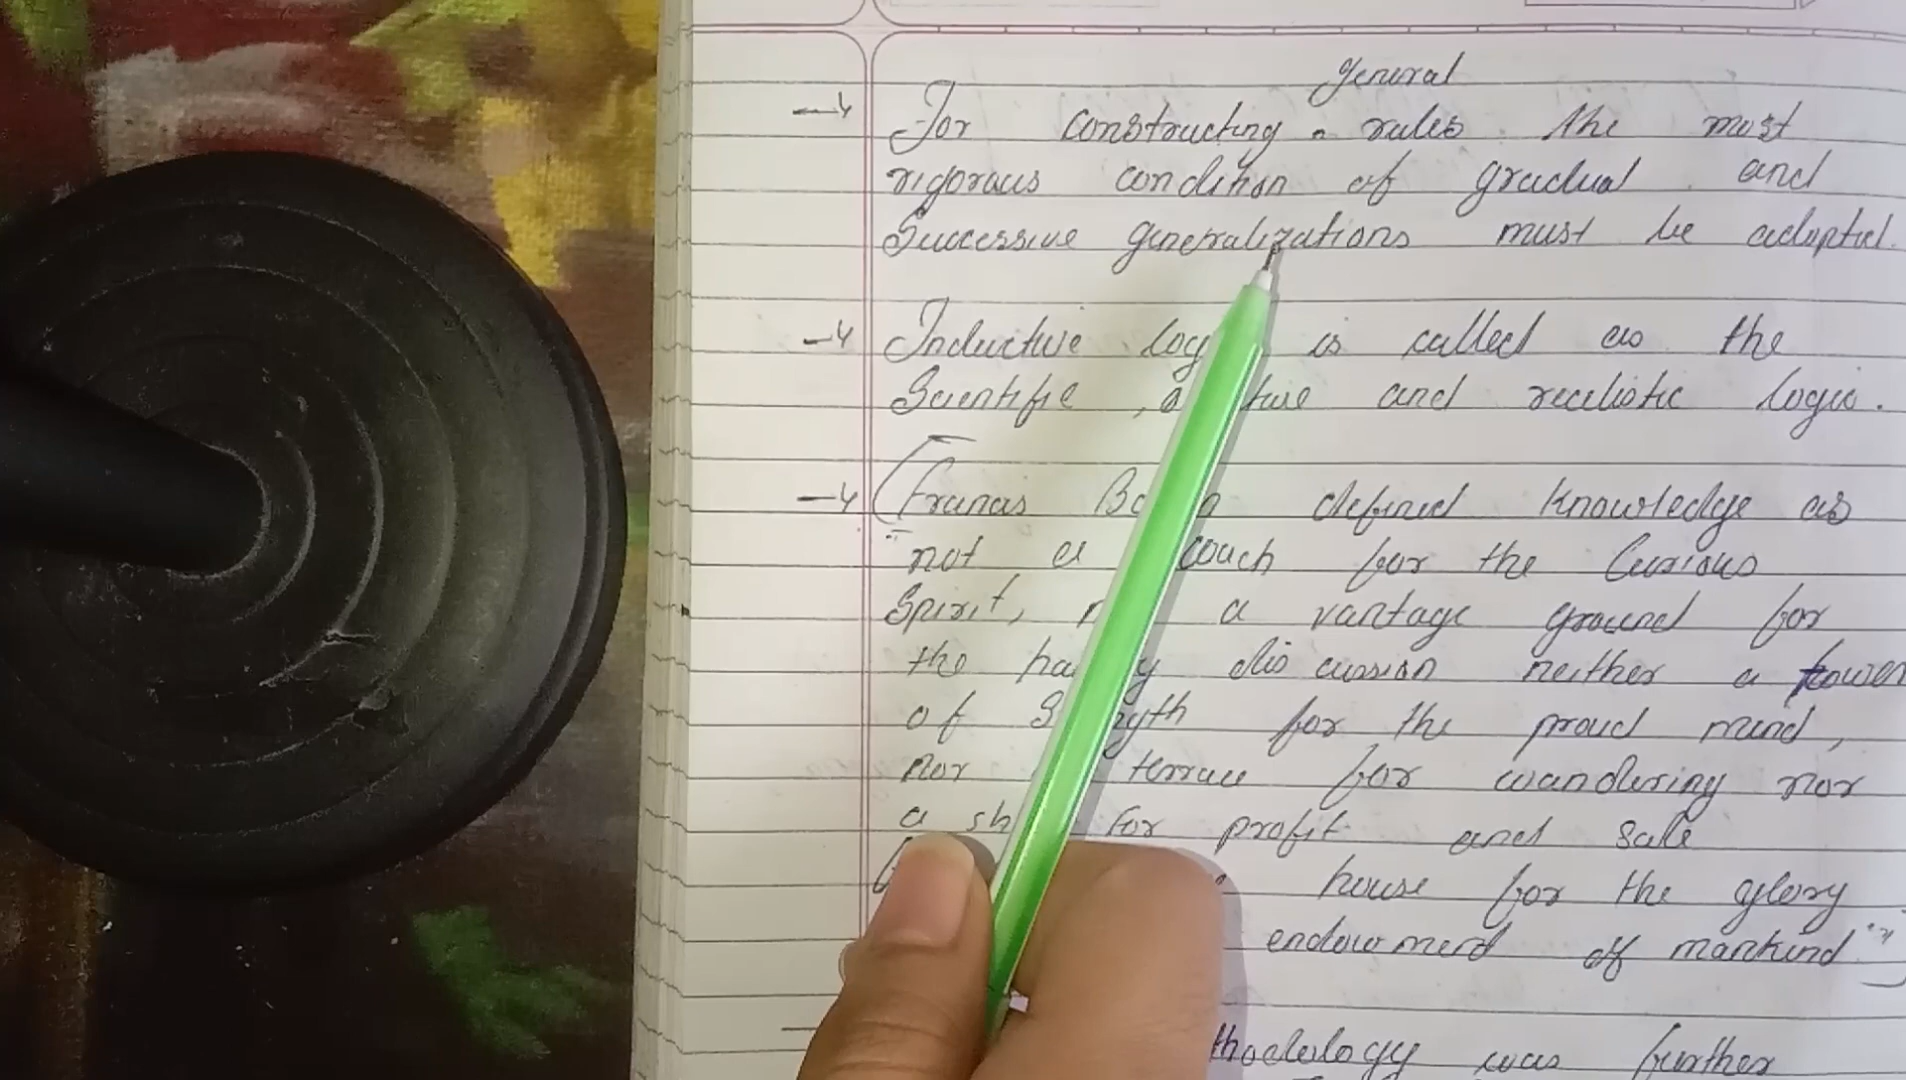 general
For constructing rules the most
rigorous condition of gradual and
Successive generalizations must be adopted.
Inductive is called as the
Scientific, and realistic logic.
Francis defined knowledge as
not a couch for the Curious
Spirit, a vantage ground for
the discussion neither a tower
of for the proud mind,
nor terrace for wandering nor
a for profit and sale
house for the glory
endowment of mankind"
was further